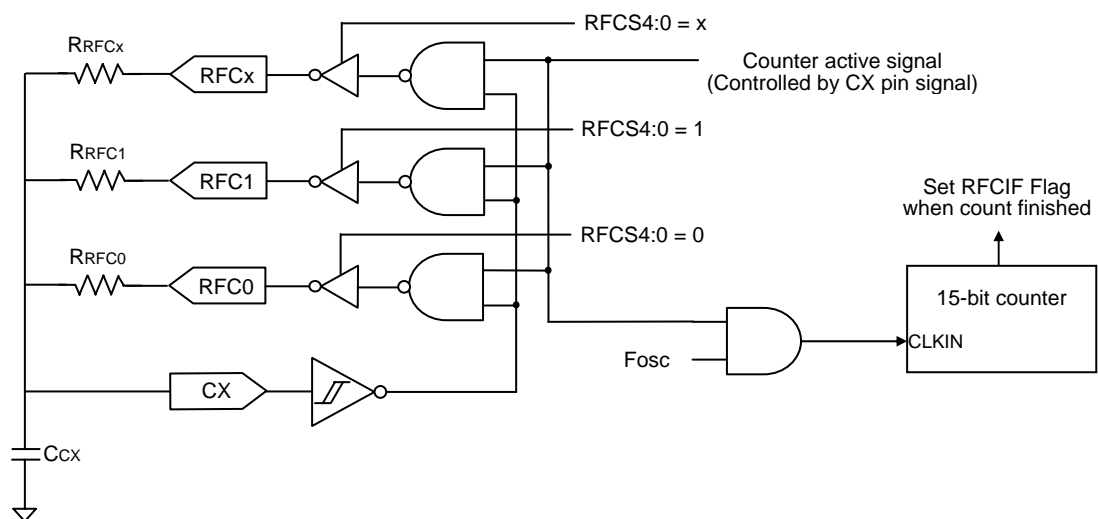 RRFCx
RFCx
RFCS4:0 = x
Counter active signal
(Controlled by CX pin signal)
RRFC1
RFC1
RFCS4:0 = 1
Set RFCIF Flag
when count finished
RRFC0
RFC0
RFCS4:0 = 0
15-bit counter
CLKIN
Fosc
CX
CCX